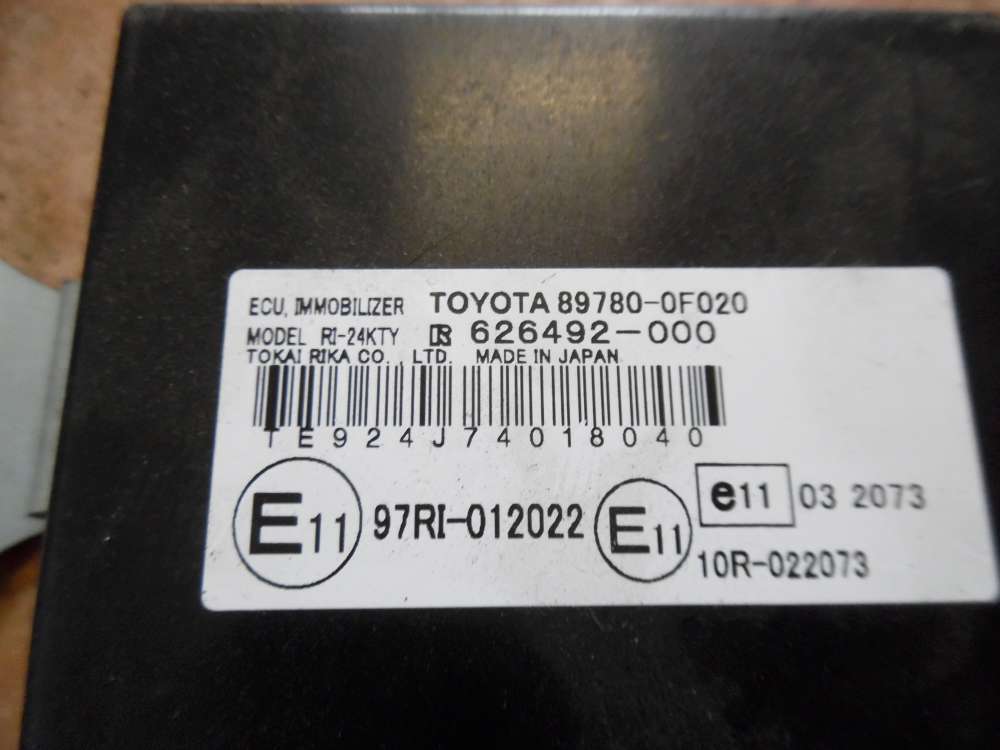 ECU, IMMOBILIZER TOYOTA 89780-0F020
MODEL RI-24KTY R 626492-000
TOKAI RIKA CO., LTD. MADE IN JAPAN
TE924J74018040
E11 97RI-012022 E11 e11 03 2073
10R-022073